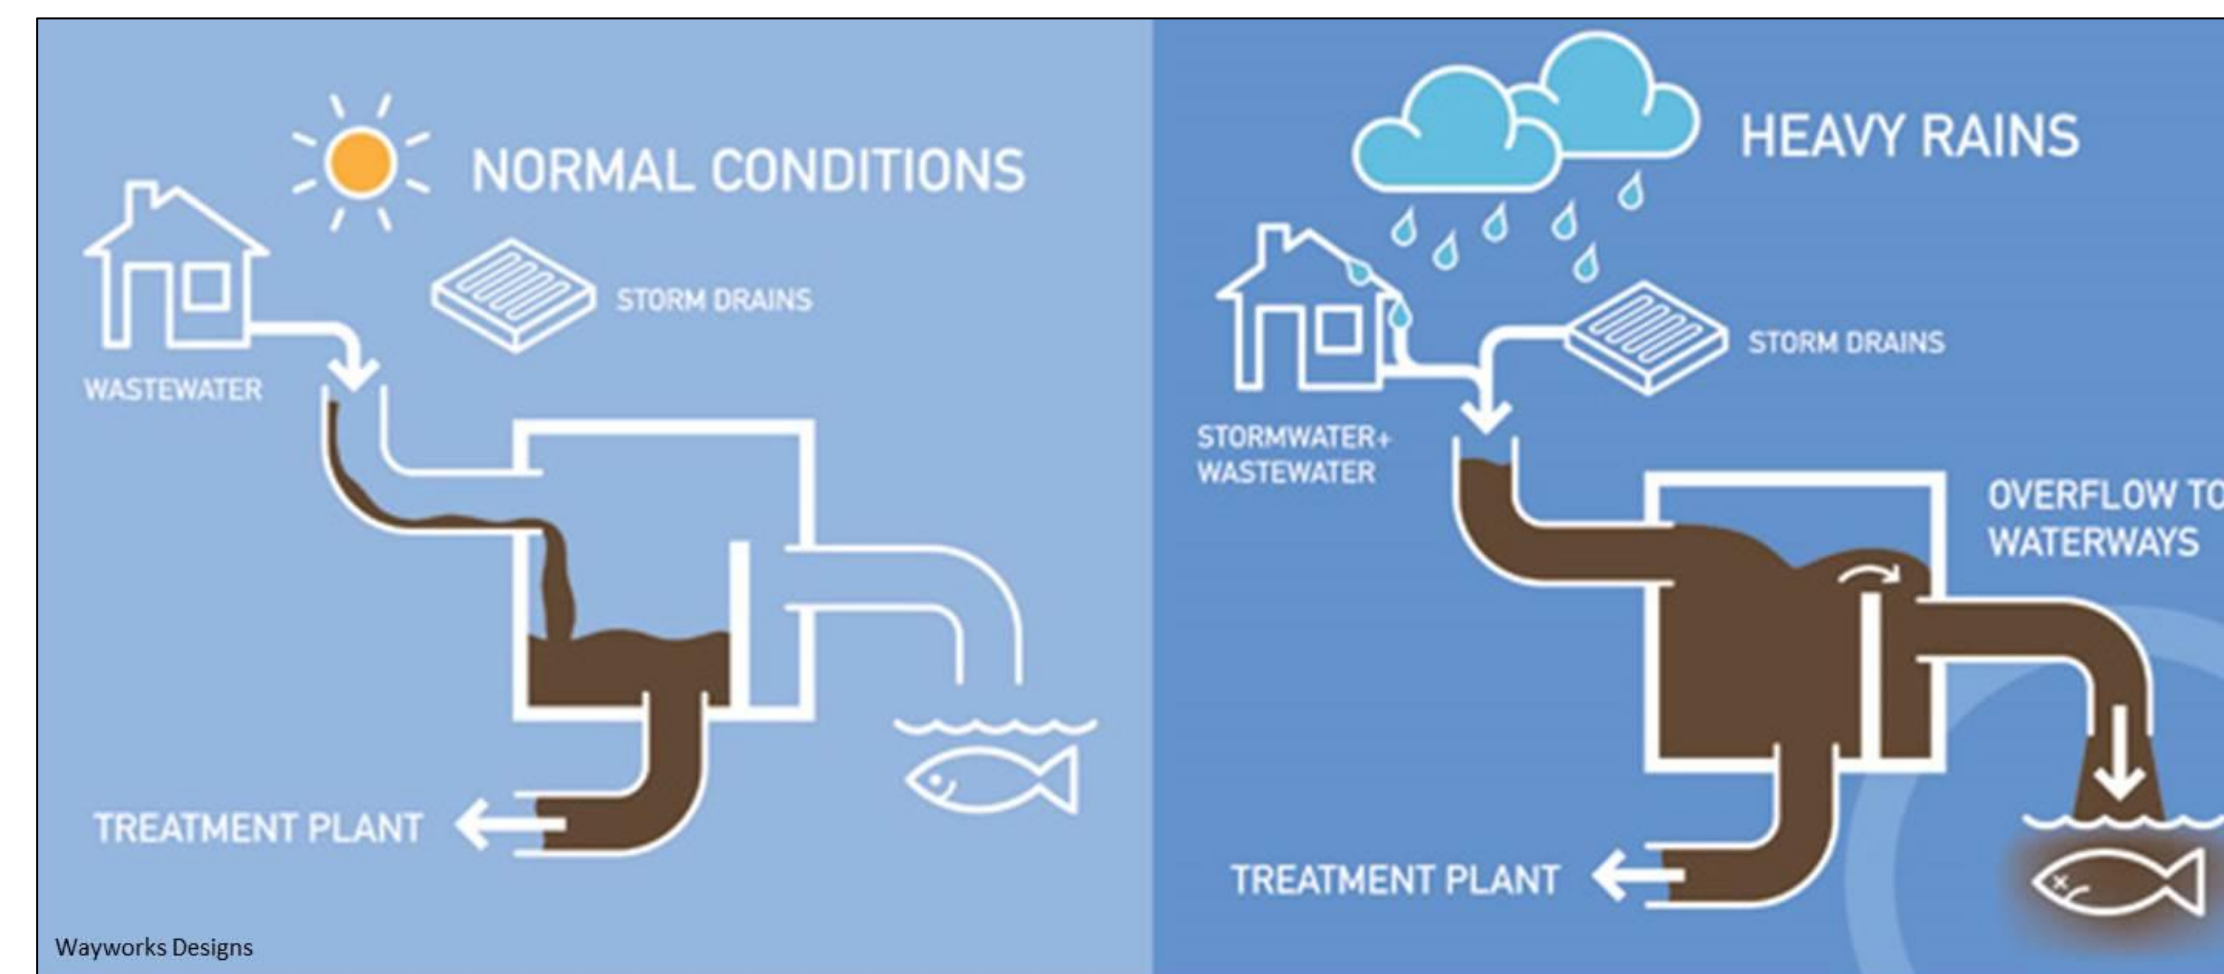 NORMAL CONDITIONS
STORM DRAINS
WASTEWATER
TREATMENT PLANT
Wayworks Designs
HEAVY RAINS
STORM DRAINS
STORMWATER+
WASTEWATER
OVERFLOW TO
WATERWAYS
TREATMENT PLANT